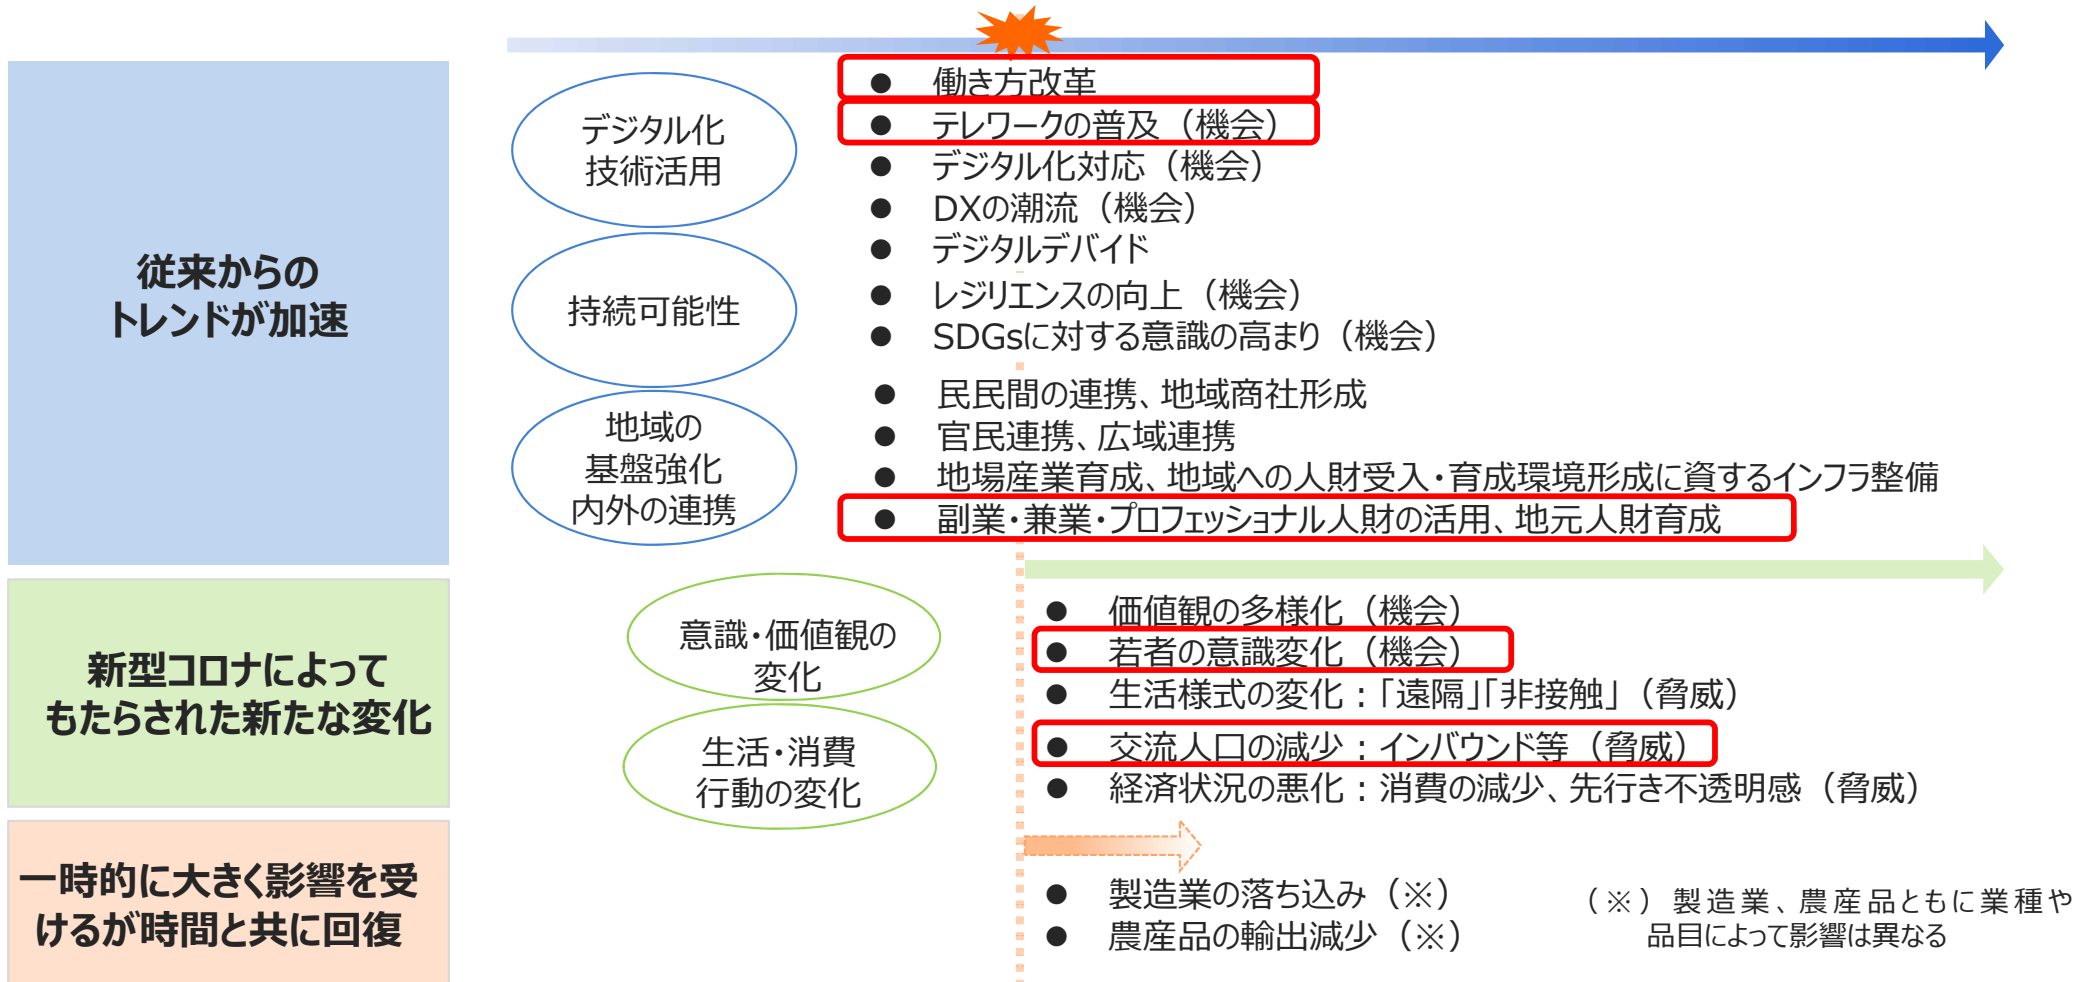 従来からの
トレンドが加速
デジタル化
技術活用
● 働き方改革
● テレワークの普及（機会）
● デジタル化対応（機会）
● DXの潮流（機会）
● デジタルデバイド
持続可能性
● レジリエンスの向上（機会）
● SDGsに対する意識の高まり（機会）
地域の
基盤強化
内外の連携
● 民民間の連携、地域商社形成
● 官民連携、広域連携
● 地場産業育成、地域への人財受入・育成環境形成に資するインフラ整備
● 副業・兼業・プロフェッショナル人財の活用、地元人財育成
新型コロナによって
もたらされた新たな変化
意識・価値観の
変化
● 価値観の多様化（機会）
● 若者の意識変化（機会）
● 生活様式の変化：「遠隔」「非接触」（脅威）
生活・消費
行動の変化
● 交流人口の減少：インバウンド等（脅威）
● 経済状況の悪化：消費の減少、先行き不透明感（脅威）
一時的に大きく影響を受
けるが時間と共に回復
● 製造業の落ち込み（※）
● 農産品の輸出減少（※）
（※）製造業、農産品ともに業種や
品目によって影響は異なる